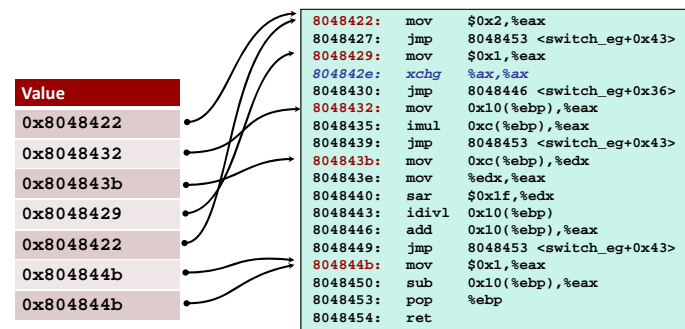 Value
0x8048422
0x8048432
0x804843b
0x8048429
0x8048422
0x804844b
0x804844b
8048422: mov $0x2,%eax
8048427: jmp 8048453 <switch_eg+0x43>
8048429: mov $0x1,%eax
804842e: xchg %ax,%ax
8048430: jmp 8048446 <switch_eg+0x36>
8048432: mov 0x10(%ebp),%eax
8048435: imul 0xc(%ebp),%eax
8048439: jmp 8048453 <switch_eg+0x43>
804843b: mov 0xc(%ebp),%edx
804843e: mov %edx,%eax
8048440: sar $0x1f,%edx
8048443: idivl 0x10(%ebp)
8048446: add 0x10(%ebp),%eax
8048449: jmp 8048453 <switch_eg+0x43>
804844b: mov $0x1,%eax
8048450: sub 0x10(%ebp),%eax
8048453: pop %ebp
8048454: ret